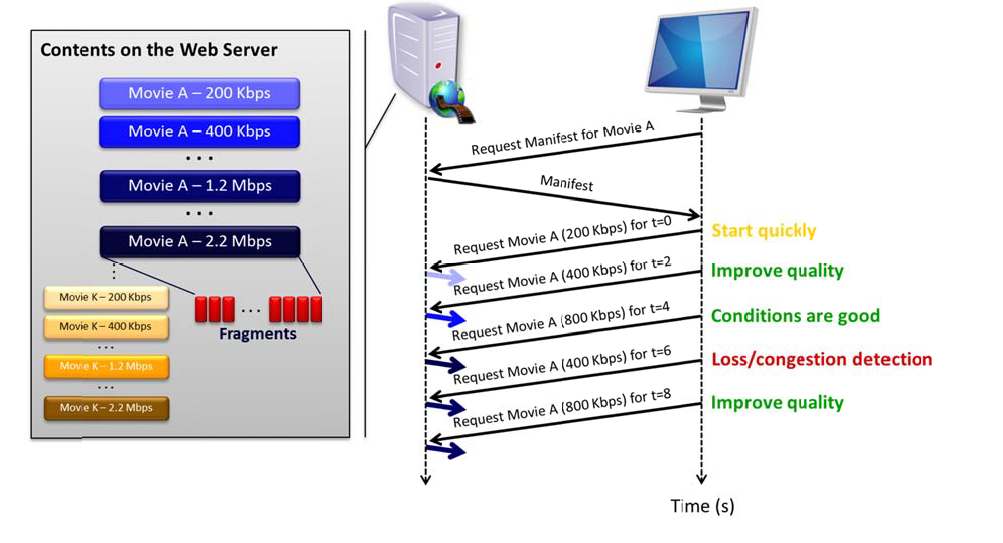 Contents on the Web Server
Movie A – 200 Kbps
Movie A – 400 Kbps
...
Movie A – 1.2 Mbps
...
Movie A – 2.2 Mbps
...
Movie K – 200 Kbps
Movie K – 400 Kbps
...
Movie K – 1.2 Mbps
...
Movie K – 2.2 Mbps
...
Fragments
Request Manifest for Movie A
Manifest
Request Movie A (200 Kbps) for t=0
Start quickly
Request Movie A (400 Kbps) for t=2
Improve quality
Request Movie A (800 Kbps) for t=4
Conditions are good
Request Movie A (400 Kbps) for t=6
Loss/congestion detection
Request Movie A (800 Kbps) for t=8
Improve quality
Time (s)